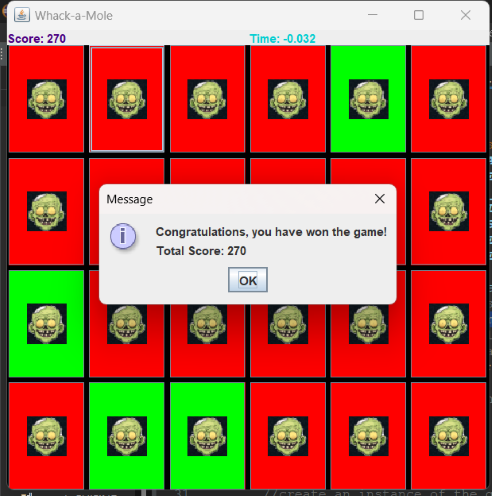 Whack-a-Mole
Score: 270
Time: -0.032
Message
Congratulations, you have won the game!
Total Score: 270
OK
//create an instance of the